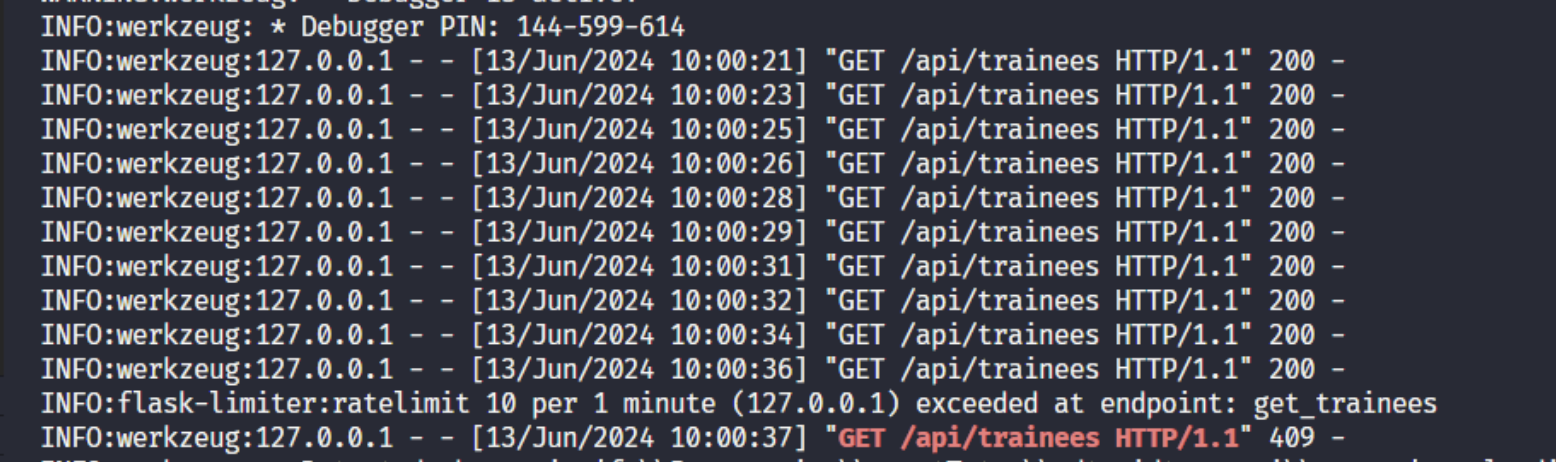 INFO:werkzeug: * Debugger PIN: 144-599-614
INFO:werkzeug:127.0.0.1 - - [13/Jun/2024 10:00:21] "GET /api/trainees HTTP/1.1" 200 -
INFO:werkzeug:127.0.0.1 - - [13/Jun/2024 10:00:23] "GET /api/trainees HTTP/1.1" 200 -
INFO:werkzeug:127.0.0.1 - - [13/Jun/2024 10:00:25] "GET /api/trainees HTTP/1.1" 200 -
INFO:werkzeug:127.0.0.1 - - [13/Jun/2024 10:00:26] "GET /api/trainees HTTP/1.1" 200 -
INFO:werkzeug:127.0.0.1 - - [13/Jun/2024 10:00:28] "GET /api/trainees HTTP/1.1" 200 -
INFO:werkzeug:127.0.0.1 - - [13/Jun/2024 10:00:29] "GET /api/trainees HTTP/1.1" 200 -
INFO:werkzeug:127.0.0.1 - - [13/Jun/2024 10:00:31] "GET /api/trainees HTTP/1.1" 200 -
INFO:werkzeug:127.0.0.1 - - [13/Jun/2024 10:00:32] "GET /api/trainees HTTP/1.1" 200 -
INFO:werkzeug:127.0.0.1 - - [13/Jun/2024 10:00:34] "GET /api/trainees HTTP/1.1" 200 -
INFO:werkzeug:127.0.0.1 - - [13/Jun/2024 10:00:36] "GET /api/trainees HTTP/1.1" 200 -
INFO:flask-limiter:ratelimit 10 per 1 minute (127.0.0.1) exceeded at endpoint: get_trainees
INFO:werkzeug:127.0.0.1 - - [13/Jun/2024 10:00:37] "GET /api/trainees HTTP/1.1" 409 -